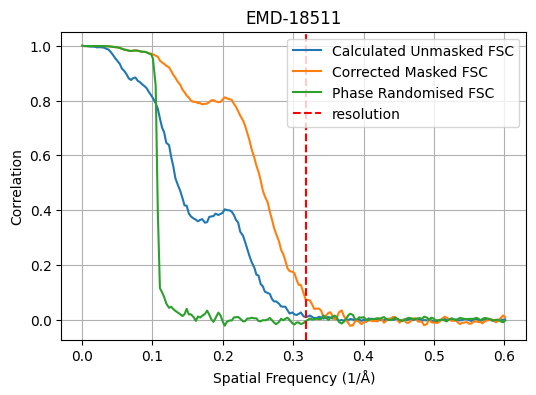 EMD-18511
1.0
0.8
0.6
0.4
0.2
0.0
Correlation
Calculated Unmasked FSC
Corrected Masked FSC
Phase Randomised FSC
resolution
0.0 0.1 0.2 0.3 0.4 0.5 0.6
Spatial Frequency (1/Å)